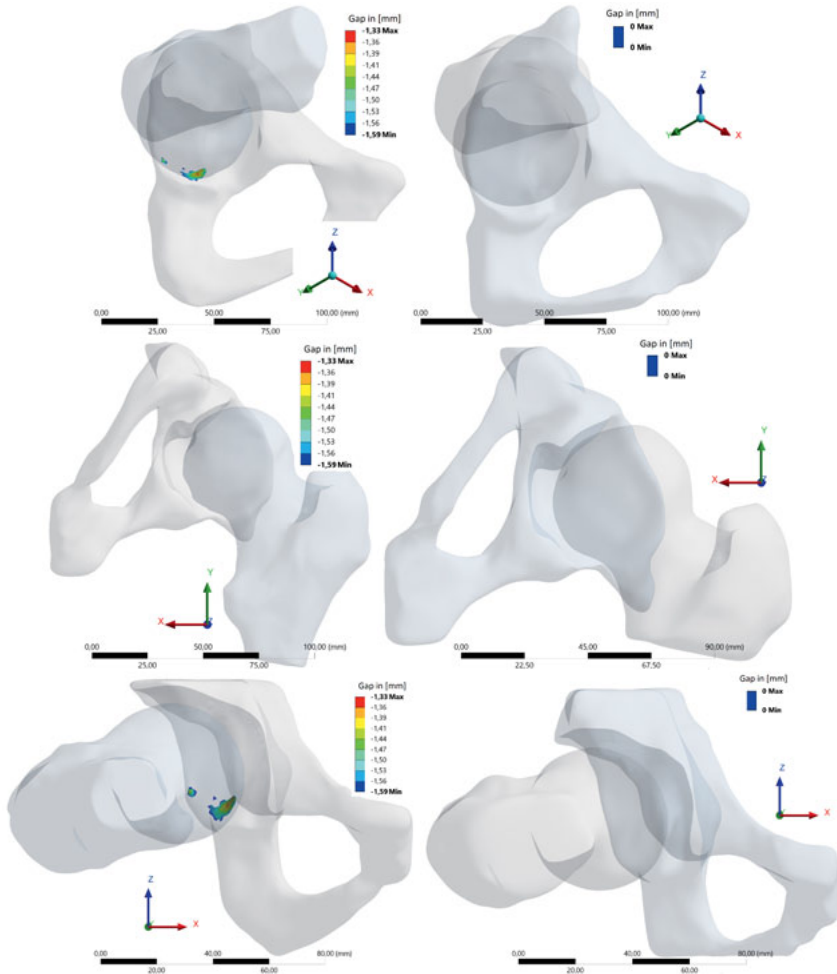 Gap in [mm]
-1,33 Max
-1,36
-1,39
-1,41
-1,44
-1,47
-1,50
-1,53
-1,56
-1,59 Min
Z
Y
X
0,00
50,00
100,00 (mm)
25,00
75,00
Gap in [mm]
0 Max
0 Min
Z
Y
X
0,00
50,00
100,00 (mm)
25,00
75,00
Gap in [mm]
-1,33 Max
-1,36
-1,39
-1,41
-1,44
-1,47
-1,50
-1,53
-1,56
-1,59 Min
Y
X
Z
0,00
50,00
100,00 (mm)
25,00
75,00
Gap in [mm]
0 Max
0 Min
Y
X
Z
0,00
45,00
90,00 (mm)
22,50
67,50
Gap in [mm]
-1,33 Max
-1,36
-1,39
-1,41
-1,44
-1,47
-1,50
-1,53
-1,56
-1,59 Min
Z
Y
X
0,00
40,00
80,00 (mm)
20,00
60,00
Gap in [mm]
0 Max
0 Min
Z
Y
X
0,00
40,00
80,00 (mm)
20,00
60,00